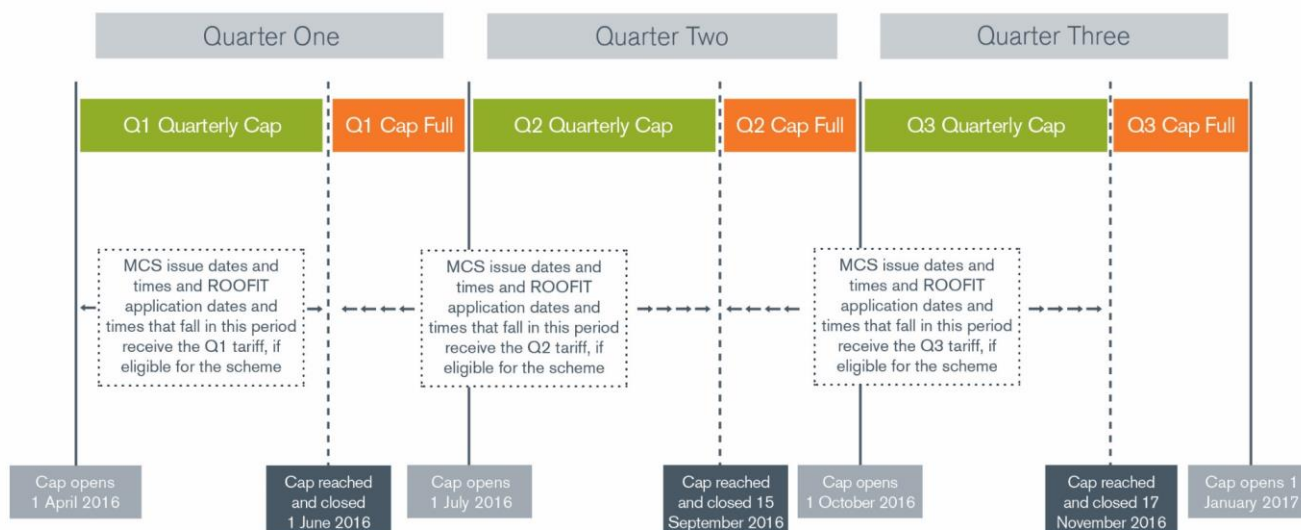 Quarter One
Quarter Two
Quarter Three
Q1 Quarterly Cap
Q1 Cap Full
Q2 Quarterly Cap
Q2 Cap Full
Q3 Quarterly Cap
Q3 Cap Full
MCS issue dates and
times and ROOFIT
application dates and
times that fall in this period
receive the Q1 tariff, if
eligible for the scheme
MCS issue dates and
times and ROOFIT
application dates and
times that fall in this period
receive the Q2 tariff, if
eligible for the scheme
MCS issue dates and
times and ROOFIT
application dates and
times that fall in this period
receive the Q3 tariff, if
eligible for the scheme
Cap opens
1 April 2016
Cap reached
and closed
1 June 2016
Cap opens
1 July 2016
Cap reached
and closed 15
September 2016
Cap opens
1 October 2016
Cap reached
and closed 17
November 2016
Cap opens 1
January 2017